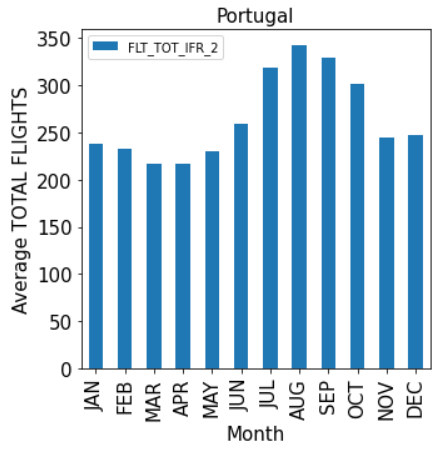 Portugal
FLT_TOT_IFR_2
350
300
250
200
150
100
50
0
Average TOTAL FLIGHTS
JAN
FEB
MAR
APR
MAY
JUN
JUL
AUG
SEP
OCT
NOV
DEC
Month